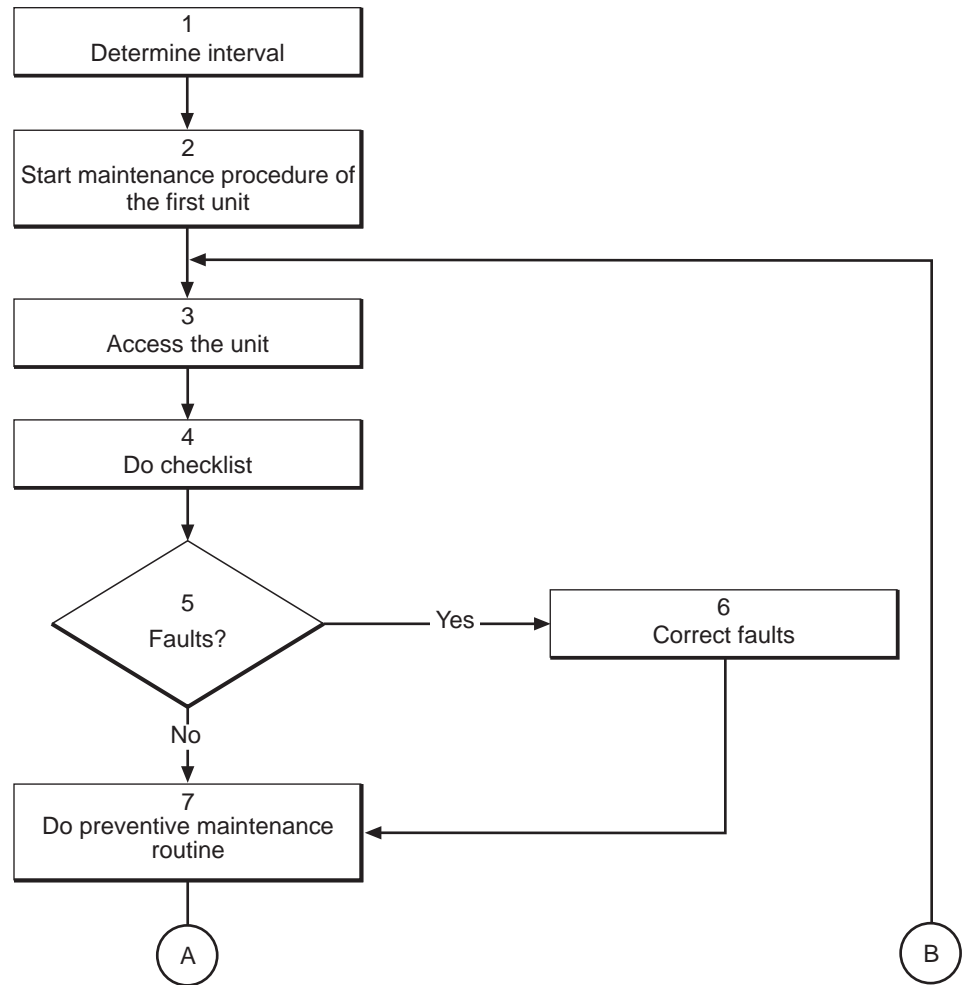 1
Determine interval
2
Start maintenance procedure of
the first unit
3
Access the unit
4
Do checklist
5
Faults?
Yes
6
Correct faults
No
7
Do preventive maintenance
routine
A
B